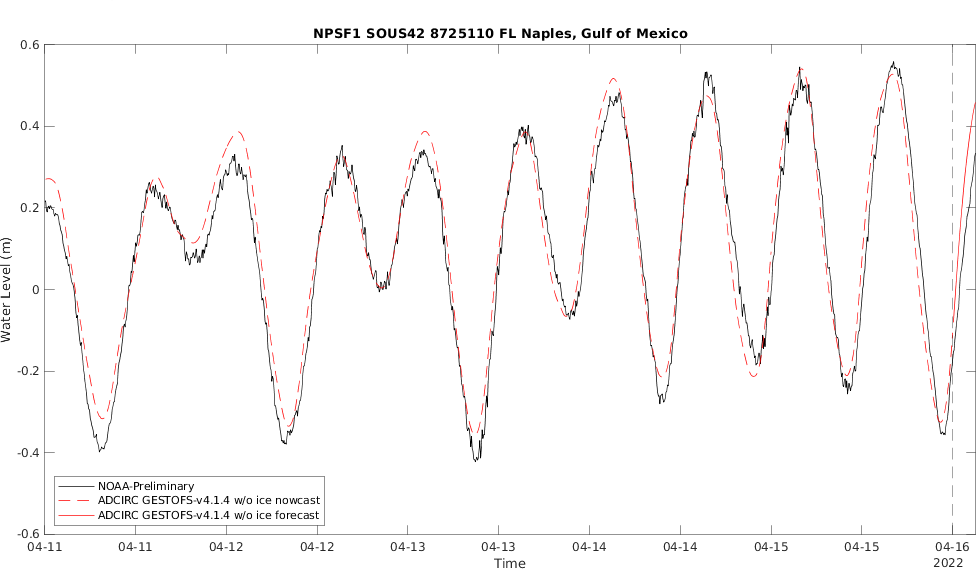 NPSF1 SOUS42 8725110 FL Naples, Gulf of Mexico
0.6
0.4
0.2
0
-0.2
-0.4
-0.6
Water Level (m)
NOAA-Preliminary
ADCIRC GESTOFS-v4.1.4 w/o ice nowcast
ADCIRC GESTOFS-v4.1.4 w/o ice forecast
04-11 04-11 04-12 04-12 04-13 04-13 04-14 04-14 04-15 04-15 04-16
Time 2022